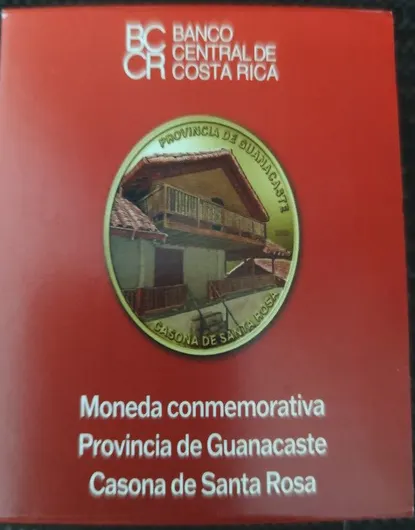 BC
CR
BANCO
CENTRAL DE
COSTA RICA
PROVINCIA DE GUANACASTE
CASONA DE SANTA ROSA
Moneda conmemorativa
Provincia de Guanacaste
Casona de Santa Rosa